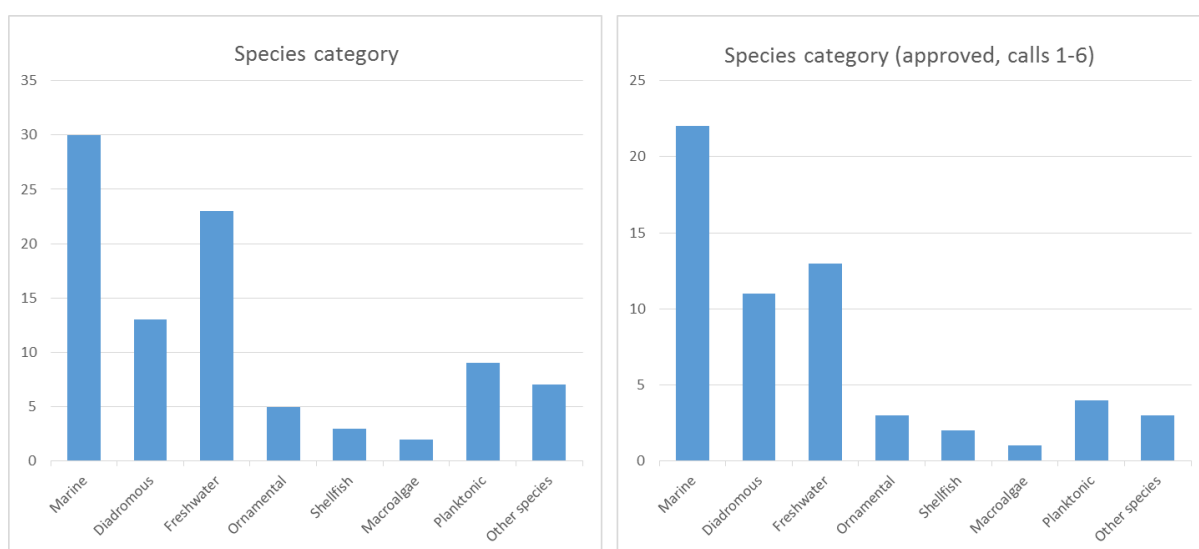 Species category
35
30
25
20
15
10
5
0
Marine
Diadromous
Freshwater
Ornamental
Shellfish
Macroalgae
Planktonic
Other species
Species category (approved, calls 1-6)
25
20
15
10
5
0
Marine
Diadromous
Freshwater
Ornamental
Shellfish
Macroalgae
Planktonic
Other species